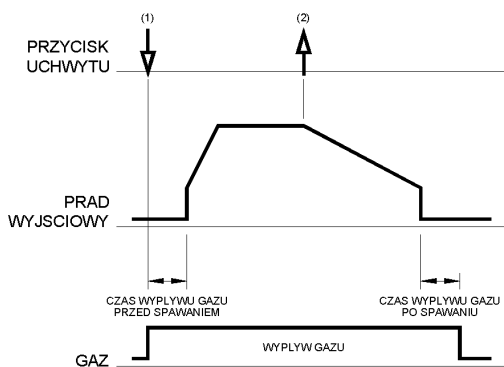 (1)
(2)
PRZYCISK
UCHWYTU
PRAD
WYJSCIOWY
CZAS WYPLYWU GAZU
PRZED SPAWANIEM
CZAS WYPLYWU GAZU
PO SPAWANIU
WYPLYW GAZU
GAZ